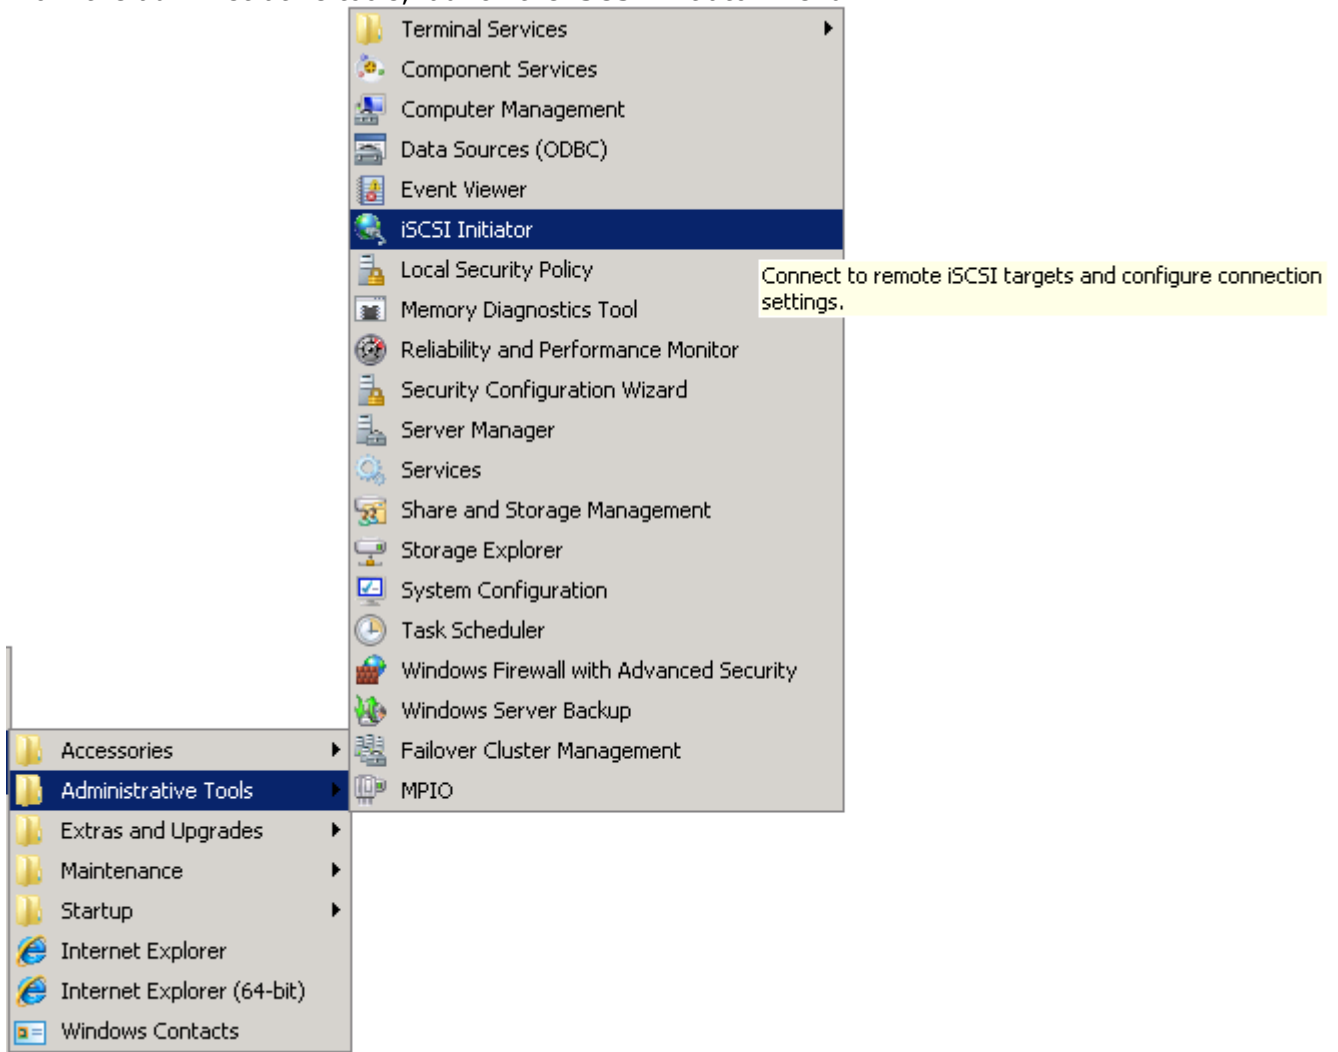 Terminal Services
Component Services
Computer Management
Data Sources (ODBC)
Event Viewer
iSCSI Initiator
Local Security Policy
Connect to remote iSCSI targets and configure connection
settings.
Memory Diagnostics Tool
Reliability and Performance Monitor
Security Configuration Wizard
Server Manager
Services
Share and Storage Management
Storage Explorer
System Configuration
Task Scheduler
Windows Firewall with Advanced Security
Windows Server Backup
Failover Cluster Management
MPIO
Accessories
Administrative Tools
Extras and Upgrades
Maintenance
Startup
Internet Explorer
Internet Explorer (64-bit)
Windows Contacts